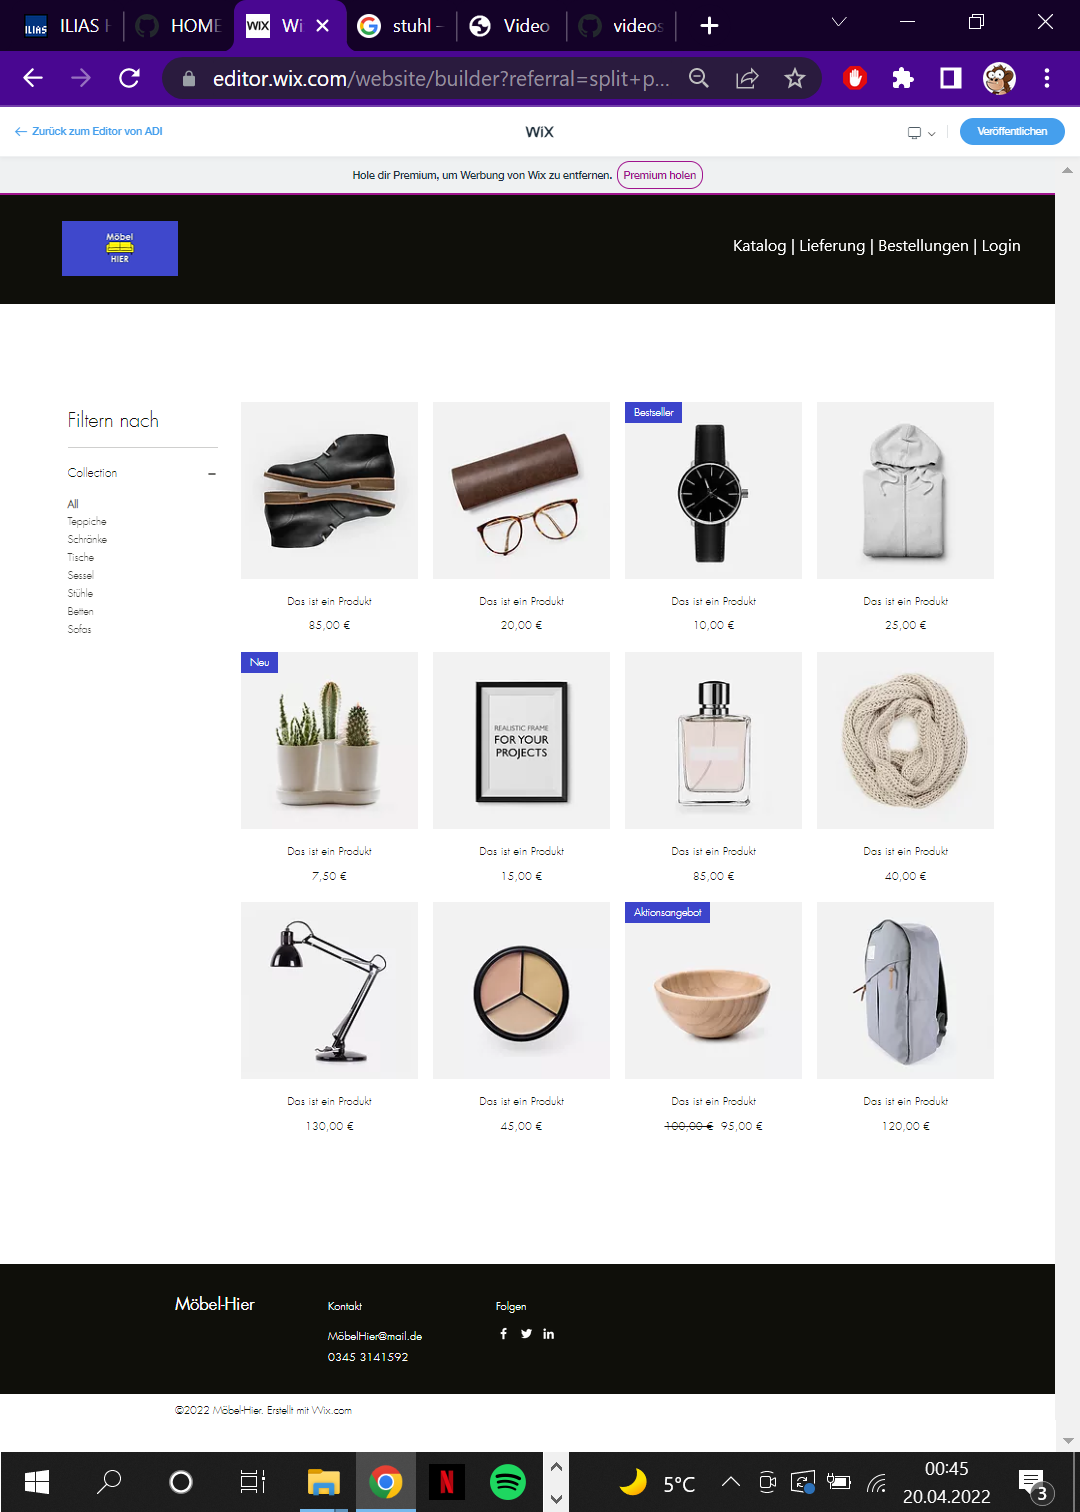 ILIAS
HOME
WiX
Wi
stuhl -
Video
videos
editor.wix.com/website/builder?referral=split+p...
Zurück zum Editor von ADI
WiX
Veröffentlichen
Hole dir Premium, um Werbung von Wix zu entfernen. Premium holen
Möbel
HIER
Katalog | Lieferung | Bestellungen | Login
Filtern nach
Collection
All
Teppiche
Schränke
Tische
Sessel
Stühle
Betten
Sofas
Bestseller
Das ist ein Produkt
85,00 €
Das ist ein Produkt
20,00 €
Das ist ein Produkt
10,00 €
Das ist ein Produkt
25,00 €
Neu
REALISTIC FRAME
FOR YOUR
PROJECTS
Das ist ein Produkt
7,50 €
Das ist ein Produkt
15,00 €
Das ist ein Produkt
85,00 €
Das ist ein Produkt
40,00 €
Aktionsangebot
Das ist ein Produkt
130,00 €
Das ist ein Produkt
45,00 €
Das ist ein Produkt
100,00 € 95,00 €
Das ist ein Produkt
120,00 €
Möbel-Hier
Kontakt
MöbelHier@mail.de
0345 3141592
Folgen
©2022 Möbel-Hier. Erstellt mit Wix.com
N
5°C
00:45
20.04.2022
3